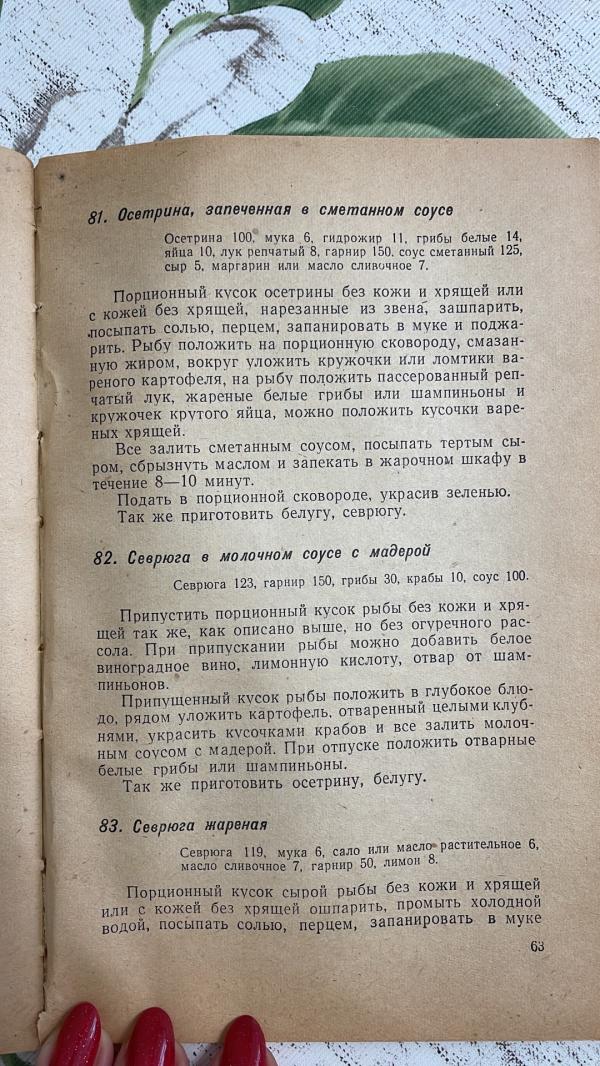 81. Осетрина, запеченная в сметанном соусе
Осетрина 100, мука 6, гидрожир 11, грибы белые 14,
яйца 10, лук репчатый 8, гарнир 150, соус сметанный 125,
сыр 5, маргарин или масло сливочное 7.
Порционный кусок осетрины без кожи и хрящей или
с кожей без хрящей, нарезанные из звена, зашпарить,
посыпать солью, перцем, запанировать в муке и поджа-
рить. Рыбу положить на порционную сковороду, смазан-
ную жиром, вокруг уложить кружочки или ломтики ва-
реного картофеля, на рыбу положить пассерованный реп-
чатый лук, жареные белые грибы или шампиньоны и
кружочек крутого яйца, можно положить кусочки варе-
ных хрящей.
Все залить сметанным соусом, посыпать тертым сы-
ром, сбрызнуть маслом и запекать в жарочном шкафу в
течение 8—10 минут.
Подать в порционной сковороде, украсив зеленью.
Так же приготовить белугу, севрюгу.
82. Севрюга в молочном соусе с мадерой
Севрюга 123, гарнир 150, грибы 30, крабы 10, соус 100.
Припустить порционный кусок рыбы без кожи и хря-
щей так же, как описано выше, но без огуречного рас-
сола. При припускании рыбы можно добавить белое
виноградное вино, лимонную кислоту, отвар от шам-
пиньонов.
Припущенный кусок рыбы положить в глубокое блю-
до, рядом уложить картофель, отваренный целыми клуб-
нями, украсить кусочками крабов и все залить молоч-
ным соусом с мадерой. При отпуске положить отварные
белые грибы или шампиньоны.
Так же приготовить осетрину, белугу.
83. Севрюга жареная
Севрюга 119, мука 6, сало или масло растительное 6,
масло сливочное 7, гарнир 50, лимон 8.
Порционный кусок сырой рыбы без кожи и хрящей
или с кожей без хрящей ошпарить, промыть холодной
водой, посыпать солью, перцем, запанировать в муке
63